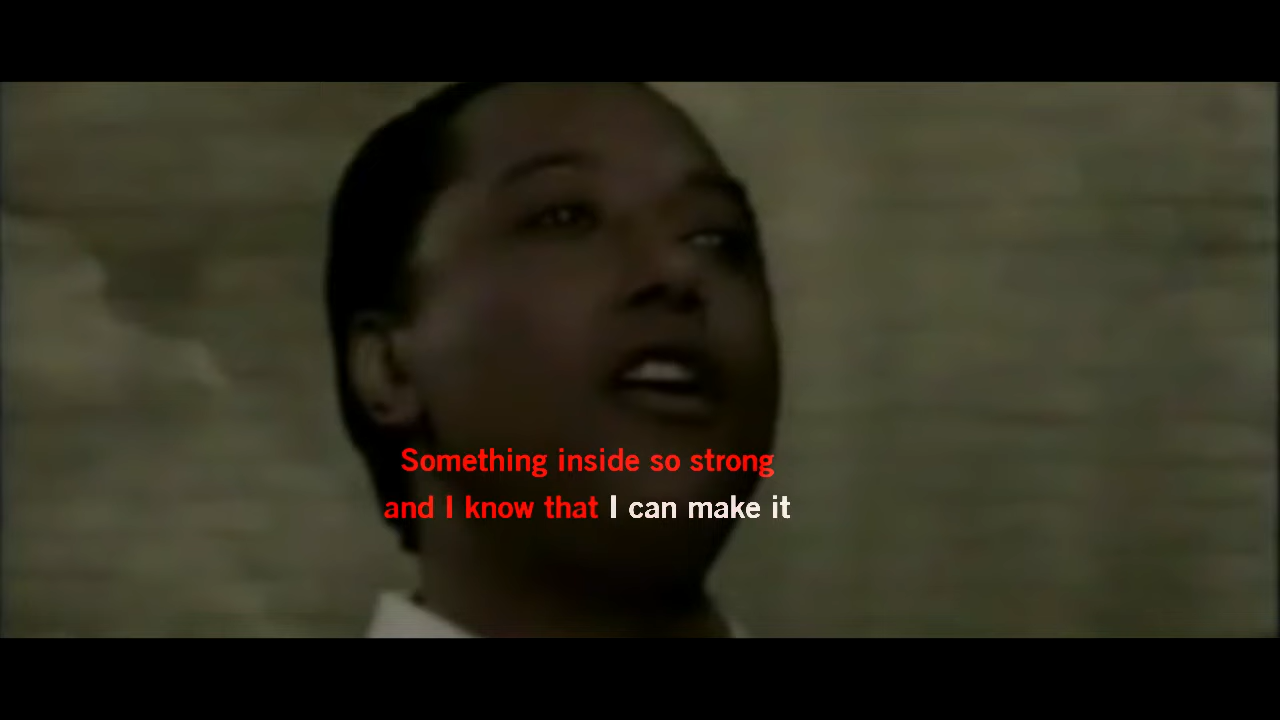 Something inside so strong
and I know that I can make it